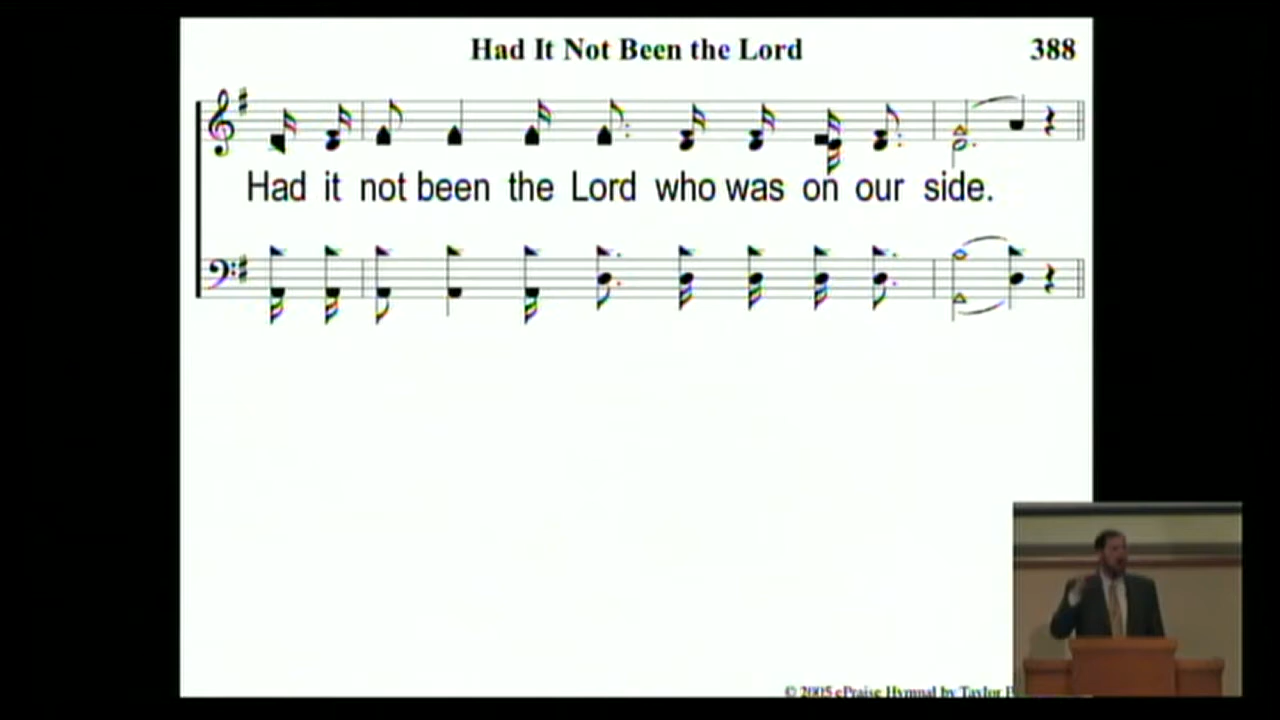 Had It Not Been the Lord 388
Had it not been the Lord who was on our side.
© 2005 ePraise Hymnal by Taylor